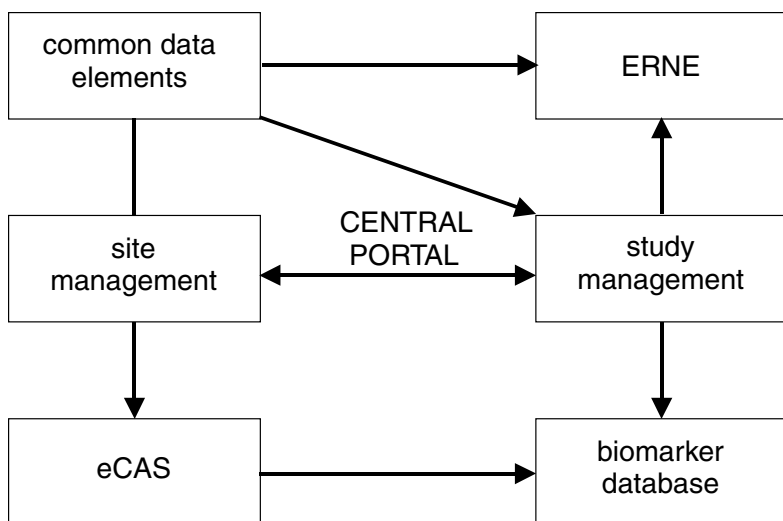 common data
elements
ERNE
CENTRAL
PORTAL
site
management
study
management
eCAS
biomarker
database